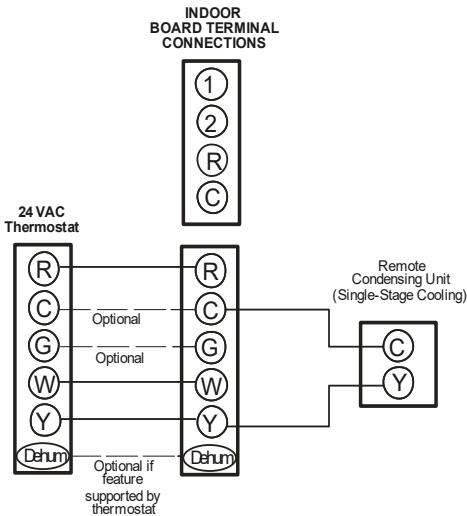 INDOOR
BOARD TERMINAL
CONNECTIONS
1
2
R
C
24 VAC
Thermostat
R
C
G
W
Y
Dehum
Optional
Optional
Optional if
feature
supported by
thermostat
R
C
G
W
Y
Dehum
Remote
Condensing Unit
(Single-Stage Cooling)
C
Y